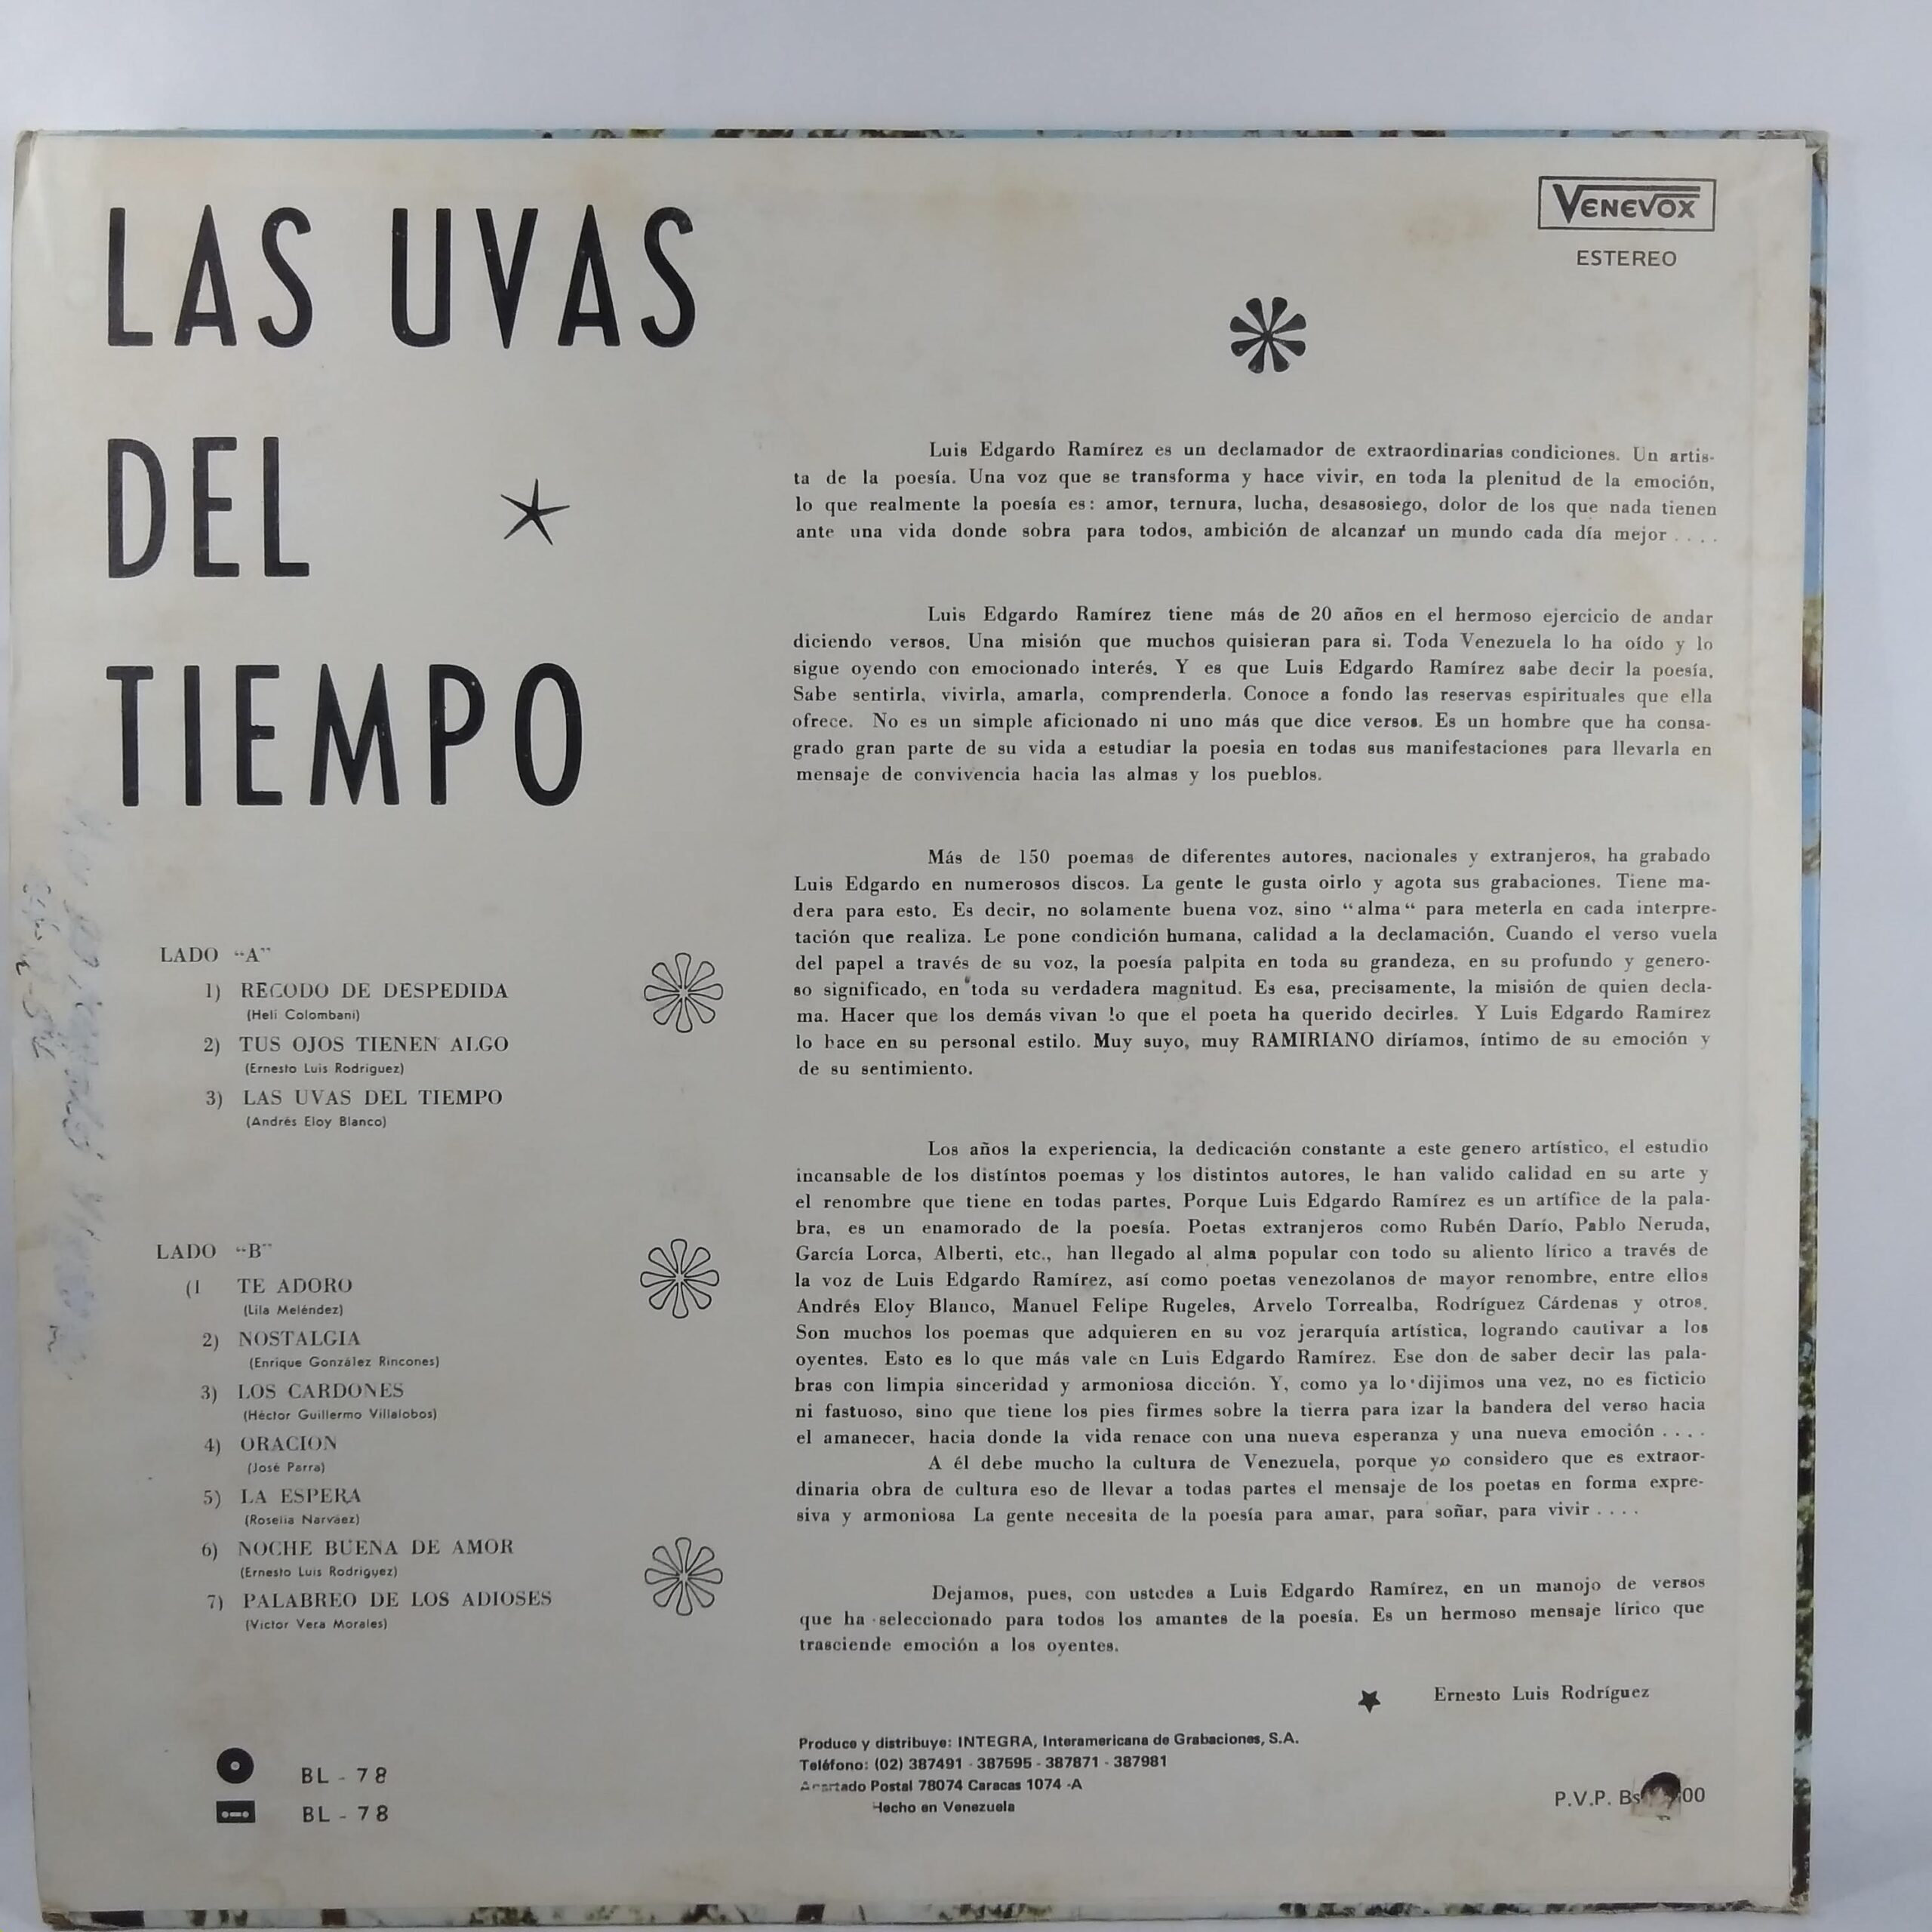 LAS UVAS
DEL
TIEMPO
LADO "A"
1) RECODO DE DESPEDIDA
(Helí Colombani)
2) TUS OJOS TIENEN ALGO
(Ernesto Luis Rodriguez)
3) LAS UVAS DEL TIEMPO
(Andrés Eloy Blanco)
LADO "B"
(1 TE ADORO
(Lila Meléndez)
2) NOSTALGIA
(Enrique González Rincones)
3) LOS CARDONES
(Héctor Guillermo Villalobos)
4) ORACION
(José Parra)
5) LA ESPERA
(Roselia Narváez)
6) NOCHE BUENA DE AMOR
(Ernesto Luis Rodriguez)
7) PALABREO DE LOS ADIOSES
(Victor Vera Morales)
BL - 78
BL - 78
VENEVOX
ESTEREO
Luis Edgardo Ramírez es un declamador de extraordinarias condiciones. Un artis-
ta de la poesía. Una voz que se transforma y hace vivir, en toda la plenitud de la emoción,
lo que realmente la poesía es: amor, ternura, lucha, desasosiego, dolor de los que nada tienen
ante una vida donde sobra para todos, ambición de alcanzar un mundo cada día mejor ....
Luis Edgardo Ramírez tiene más de 20 años en el hermoso ejercicio de andar
diciendo versos. Una misión que muchos quisieran para si. Toda Venezuela lo ha oído y lo
sigue oyendo con emocionado interés. Y es que Luis Edgardo Ramírez sabe decir la poesía.
Sabe sentirla, vivirla, amarla, comprenderla. Conoce a fondo las reservas espirituales que ella
ofrece. No es un simple aficionado ni uno más que dice versos. Es un hombre que ha consa-
grado gran parte de su vida a estudiar la poesia en todas sus manifestaciones para llevarla en
mensaje de convivencia hacia las almas y los pueblos.
Más de 150 poemas de diferentes autores, nacionales y extranjeros, ha grabado
Luis Edgardo en numerosos discos. La gente le gusta oirlo y agota sus grabaciones. Tiene ma-
dera para esto. Es decir, no solamente buena voz, sino "alma" para meterla en cada interpre-
tación que realiza. Le pone condición humana, calidad a la declamación. Cuando el verso vuela
del papel a través de su voz, la poesía palpita en toda su grandeza, en su profundo y genero-
so significado, en toda su verdadera magnitud. Es esa, precisamente, la misión de quien decla-
ma. Hacer que los demás vivan lo que el poeta ha querido decirles. Y Luis Edgardo Ramírez
lo hace en su personal estilo. Muy suyo, muy RAMIRIANO diríamos, íntimo de su emoción y
de su sentimiento.
Los años la experiencia, la dedicación constante a este genero artístico, el estudio
incansable de los distíntos poemas y los distintos autores, le han valido calidad en su arte y
el renombre que tiene en todas partes. Porque Luis Edgardo Ramírez es un artífice de la pala-
bra, es un enamorado de la poesía. Poetas extranjeros como Rubén Darío, Pablo Neruda,
García Lorca, Alberti, etc., han llegado al alma popular con todo su aliento lírico a través de
la voz de Luis Edgardo Ramírez, así como poetas venezolanos de mayor renombre, entre ellos
Andrés Eloy Blanco, Manuel Felipe Rugeles, Arvelo Torrealba, Rodríguez Cárdenas y otros.
Son muchos los poemas que adquieren en su voz jerarquía artística, logrando cautivar a los
oyentes. Esto es lo que más vale en Luis Edgardo Ramírez. Ese don de saber decir las pala-
bras con limpia sinceridad y armoniosa dicción. Y, como ya lo dijimos una vez, no es ficticio
ni fastuoso, sino que tiene los pies firmes sobre la tierra para izar la bandera del verso hacia
el amanecer, hacia donde la vida renace con una nueva esperanza y una nueva emoción ....
A él debe mucho la cultura de Venezuela, porque yo considero que es extraor-
dinaria obra de cultura eso de llevar a todas partes el mensaje de los poetas en forma expre-
siva y armoniosa La gente necesita de la poesía para amar, para soñar, para vivir ....
Dejamos, pues, con ustedes a Luis Edgardo Ramírez, en un manojo de versos
que ha seleccionado para todos los amantes de la poesía. Es un hermoso mensaje lírico que
trasciende emoción a los oyentes.
Ernesto Luis Rodríguez
Produce y distribuye: INTEGRA, Interamericana de Grabaciones, S.A.
Teléfono: (02) 387491 - 387595 - 387871 - 387981
Apartado Postal 78074 Caracas 1074 -A
Hecho en Venezuela
P.V.P. Bs 00